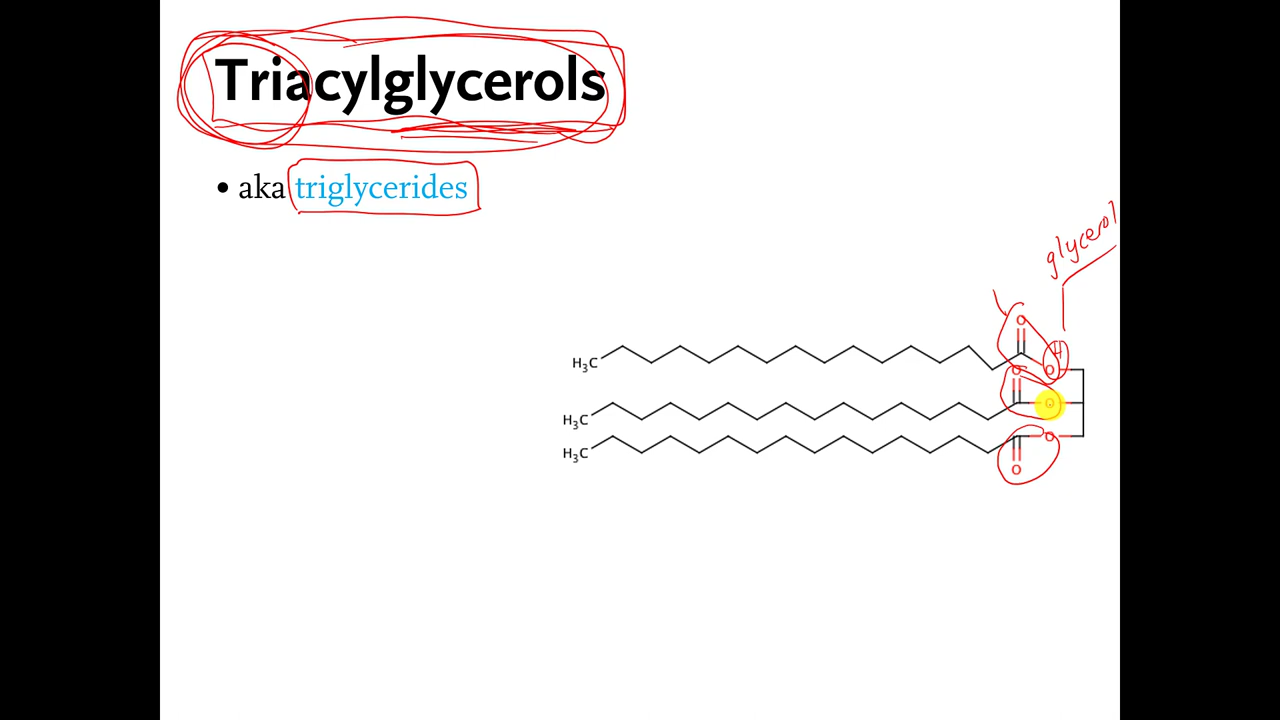 Triacylglycerols
• aka triglycerides
glycerol
O
H
H₃C
O
O
H₃C
O
H₃C
O
O